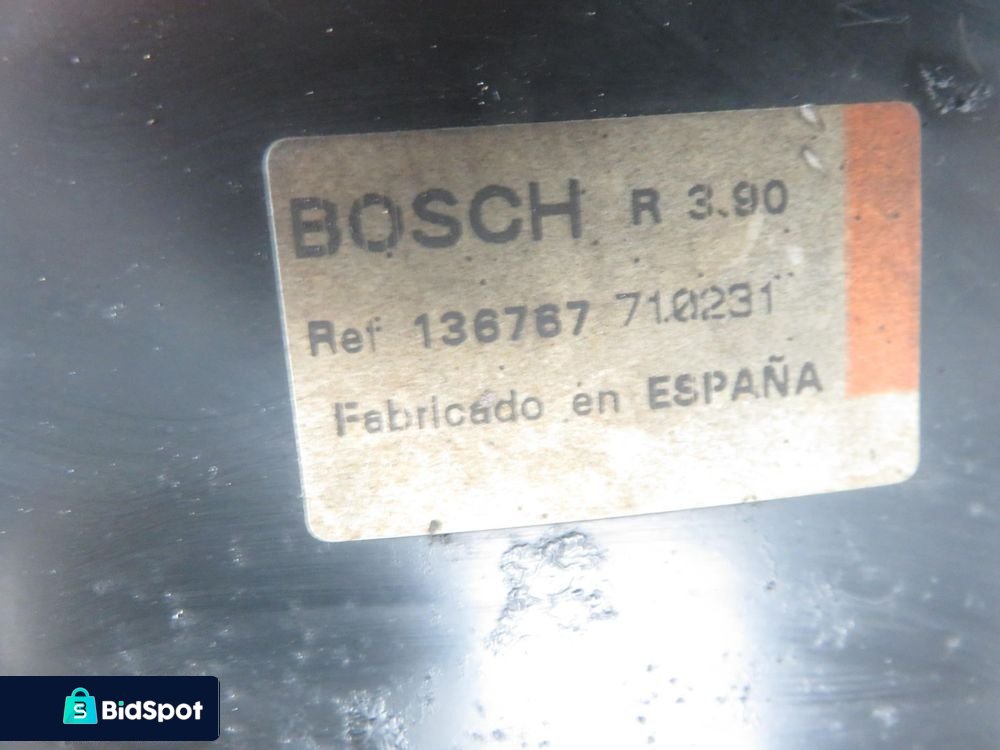 BOSCH R 3.90
Ref 136767 710231
Fabricado en ESPAÑA
BidSpot